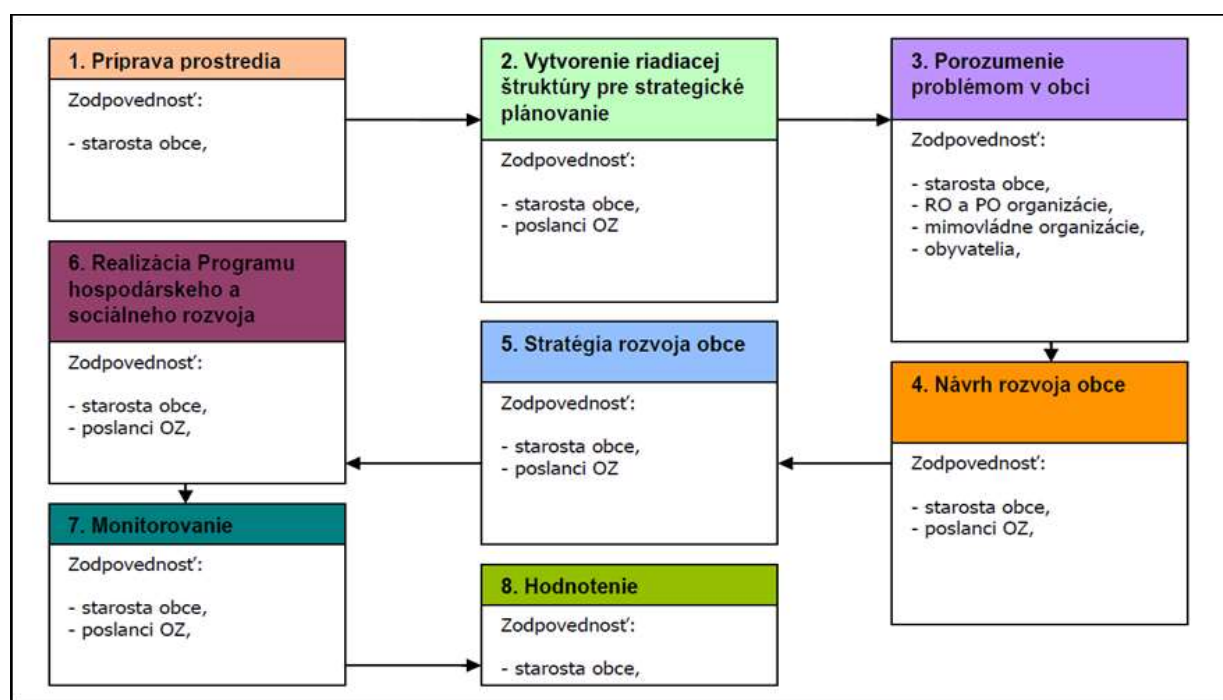 1. Príprava prostredia
Zodpovednosť:
- starosta obce,
2. Vytvorenie riadiacej
štruktúry pre strategické
plánovanie
Zodpovednosť:
- starosta obce,
- poslanci OZ
3. Porozumenie
problémom v obci
Zodpovednosť:
- starosta obce,
- RO a PO organizácie,
- mimovládne organizácie,
- obyvatelia,
4. Návrh rozvoja obce
Zodpovednosť:
- starosta obce,
- poslanci OZ,
5. Stratégia rozvoja obce
Zodpovednosť:
- starosta obce,
- poslanci OZ
6. Realizácia Programu
hospodárskeho a
sociálneho rozvoja
Zodpovednosť:
- starosta obce,
- poslanci OZ,
7. Monitorovanie
Zodpovednosť:
- starosta obce,
- poslanci OZ,
8. Hodnotenie
Zodpovednosť:
- starosta obce,